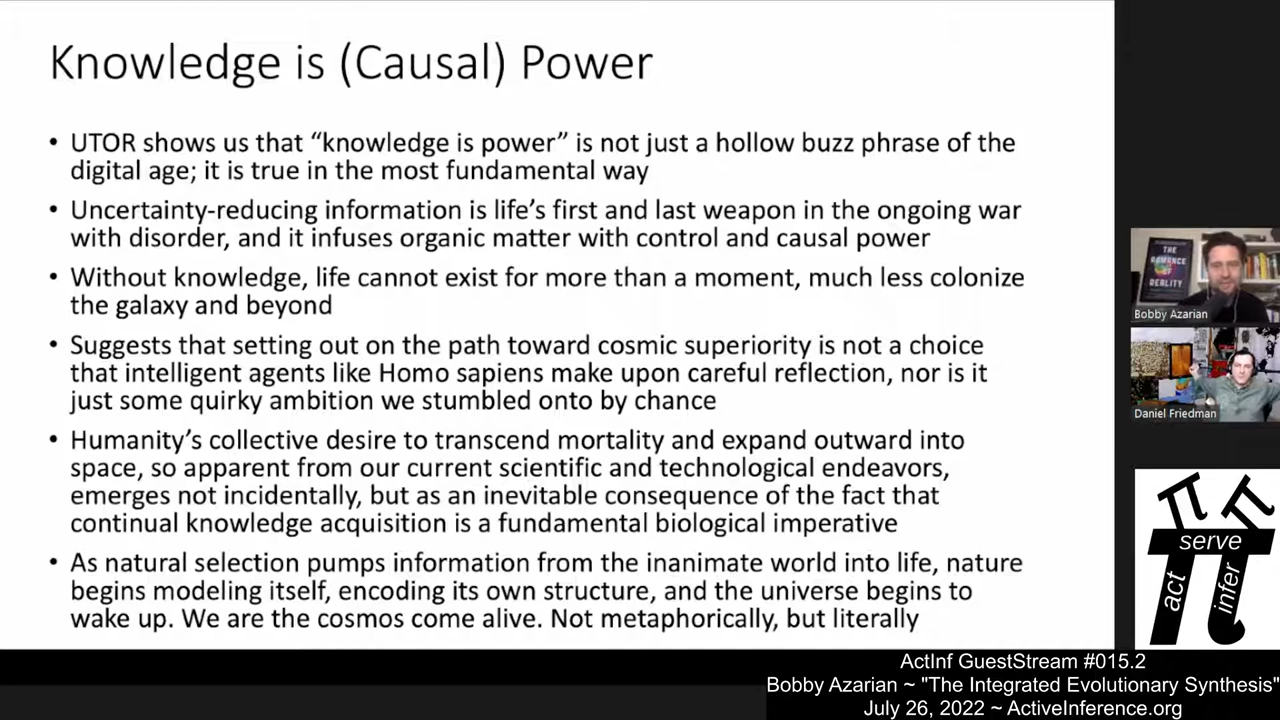 Knowledge is (Causal) Power
• UTOR shows us that “knowledge is power” is not just a hollow buzz phrase of the
digital age; it is true in the most fundamental way
• Uncertainty-reducing information is life’s first and last weapon in the ongoing war
with disorder, and it infuses organic matter with control and causal power
• Without knowledge, life cannot exist for more than a moment, much less colonize
the galaxy and beyond
• Suggests that setting out on the path toward cosmic superiority is not a choice
that intelligent agents like Homo sapiens make upon careful reflection, nor is it
just some quirky ambition we stumbled onto by chance
• Humanity’s collective desire to transcend mortality and expand outward into
space, so apparent from our current scientific and technological endeavors,
emerges not incidentally, but as an inevitable consequence of the fact that
continual knowledge acquisition is a fundamental biological imperative
• As natural selection pumps information from the inanimate world into life, nature
begins modeling itself, encoding its own structure, and the universe begins to
wake up. We are the cosmos come alive. Not metaphorically, but literally
THE
ROMANCE
OF
REALITY
Bobby Azarian
Daniel Friedman
serve
act
infer
ActInf GuestStream #015.2
Bobby Azarian ~ "The Integrated Evolutionary Synthesis"
July 26, 2022 ~ ActiveInference.org